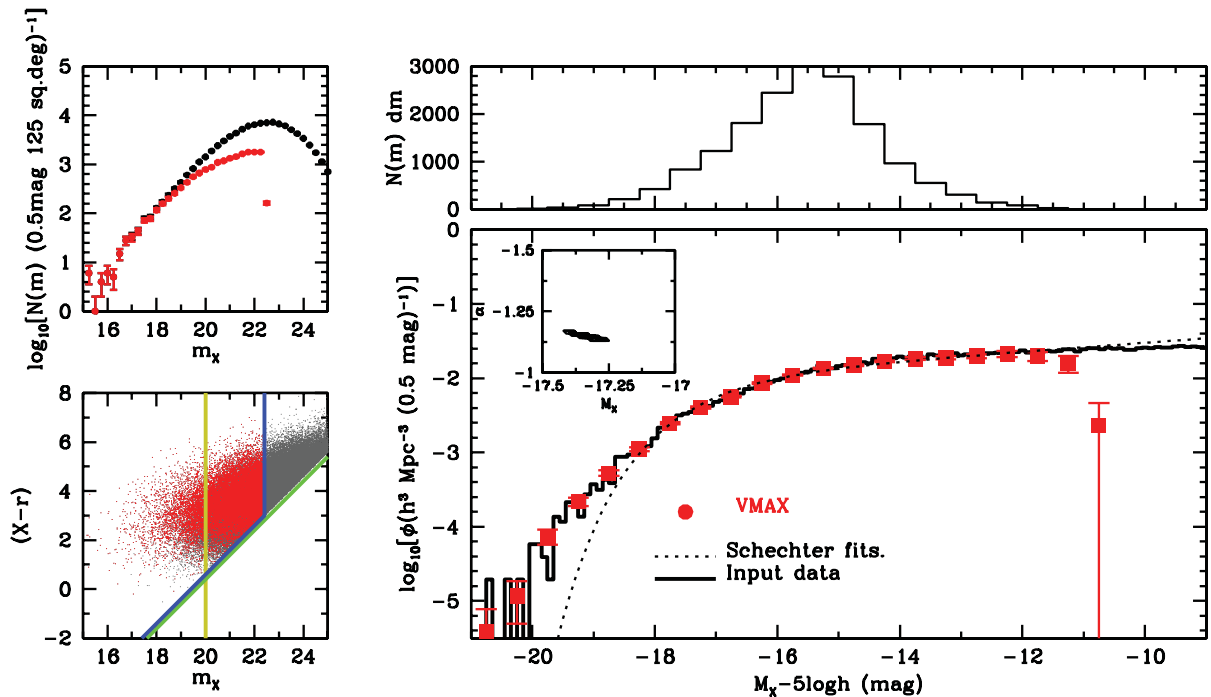 log₁₀[N(m) (0.5mag 125 sq.deg)⁻¹]
5
4
3
2
1
0
16 18 20 22 24
mₓ
(X-r)
8
6
4
2
0
-2
16 18 20 22 24
mₓ
N(m) dm
3000
2000
1000
0
log₁₀[ϕ(h³ Mpc⁻³ (0.5 mag)⁻¹)]
0
-1
-2
-3
-4
-5
-1.5
-1.25
-1
α
-17.5 -17.25 -17
Mₓ
VMAX
Schechter fits.
Input data
-20 -18 -16 -14 -12 -10
Mₓ-5logh (mag)